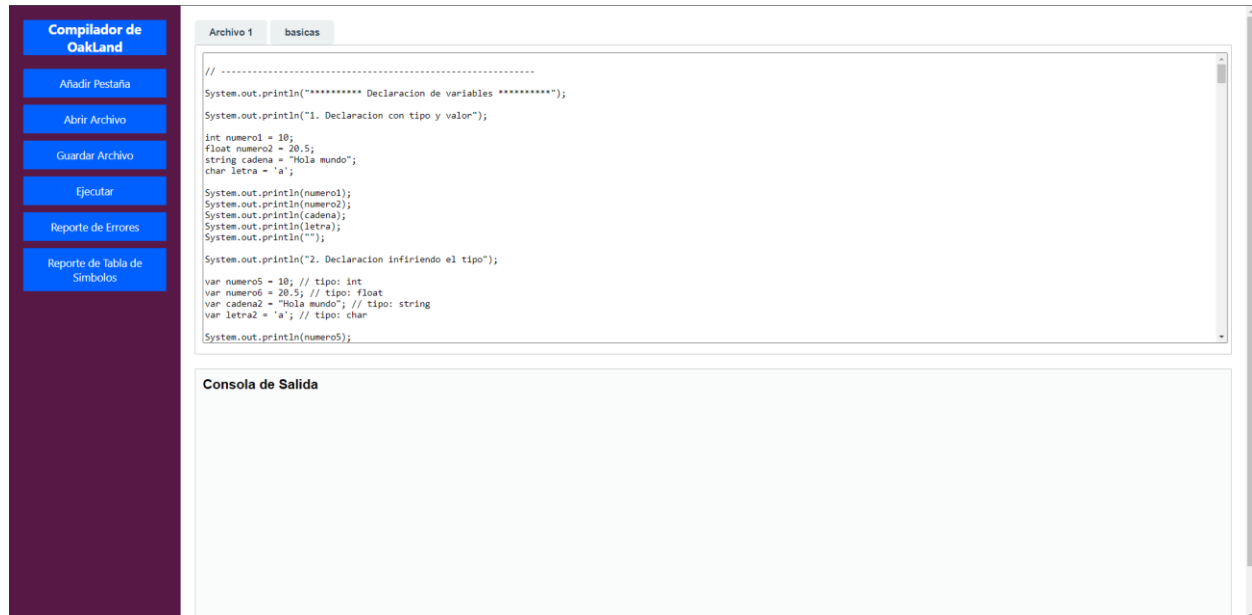 Compilador de
OakLand
Añadir Pestaña
Abrir Archivo
Guardar Archivo
Ejecutar
Reporte de Errores
Reporte de Tabla de
Simbolos
Archivo 1
basicas
// ------------------------------------------------------------
System.out.println("********** Declaracion de variables **********");
System.out.println("1. Declaracion con tipo y valor");
int numero1 = 10;
float numero2 = 20.5;
string cadena = "Hola mundo";
char letra = 'a';
System.out.println(numero1);
System.out.println(numero2);
System.out.println(cadena);
System.out.println(letra);
System.out.println("");
System.out.println("2. Declaracion infiriendo el tipo");
var numero5 = 10; // tipo: int
var numero6 = 20.5; // tipo: float
var cadena2 = "Hola mundo"; // tipo: string
var letra2 = 'a'; // tipo: char
System.out.println(numero5);
Consola de Salida